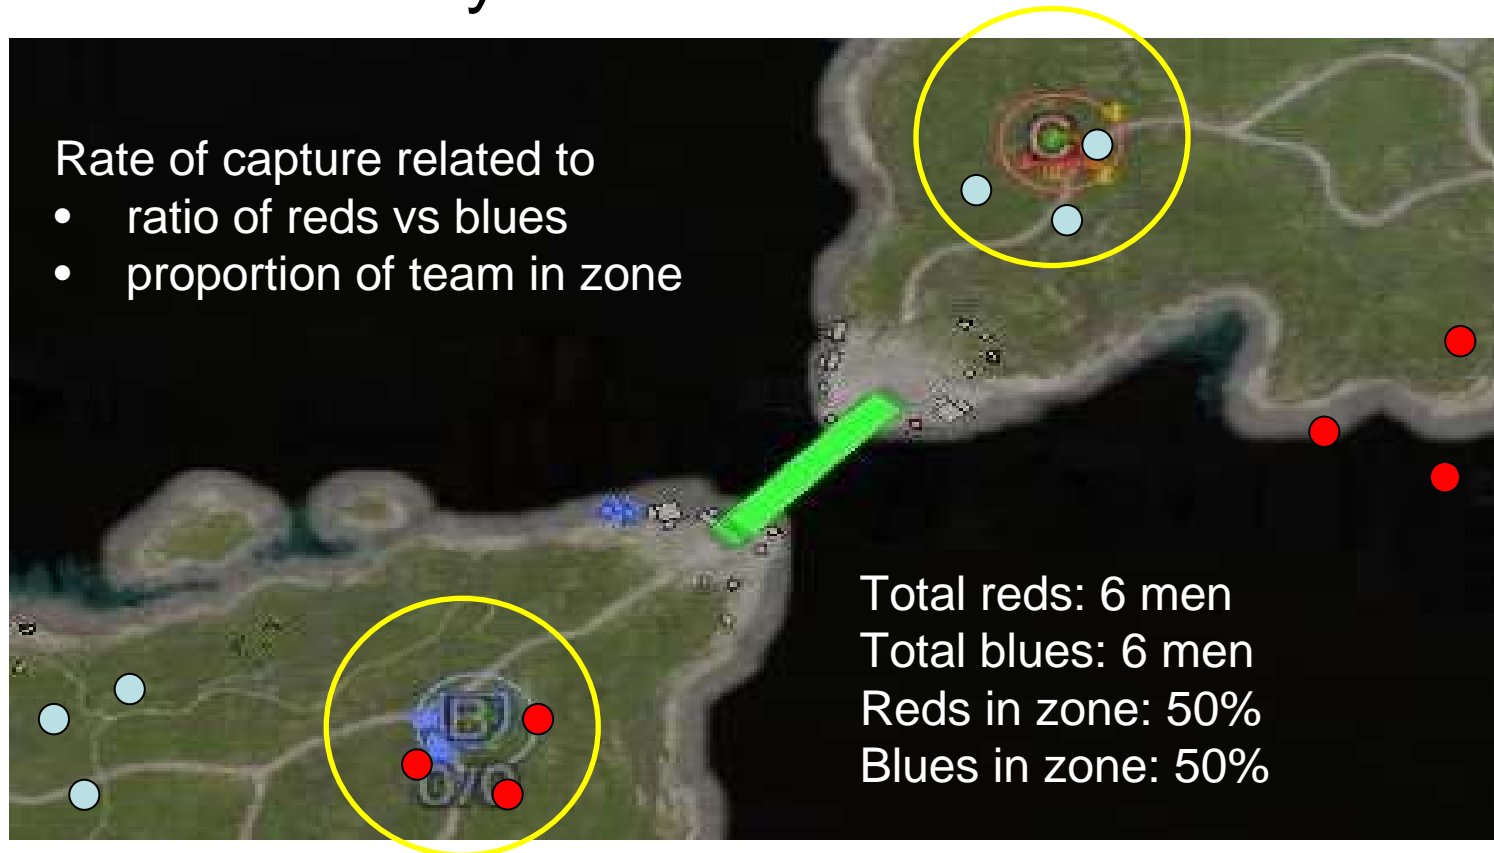 Rate of capture related to
• ratio of reds vs blues
• proportion of team in zone
C
B
Total reds: 6 men
Total blues: 6 men
Reds in zone: 50%
Blues in zone: 50%